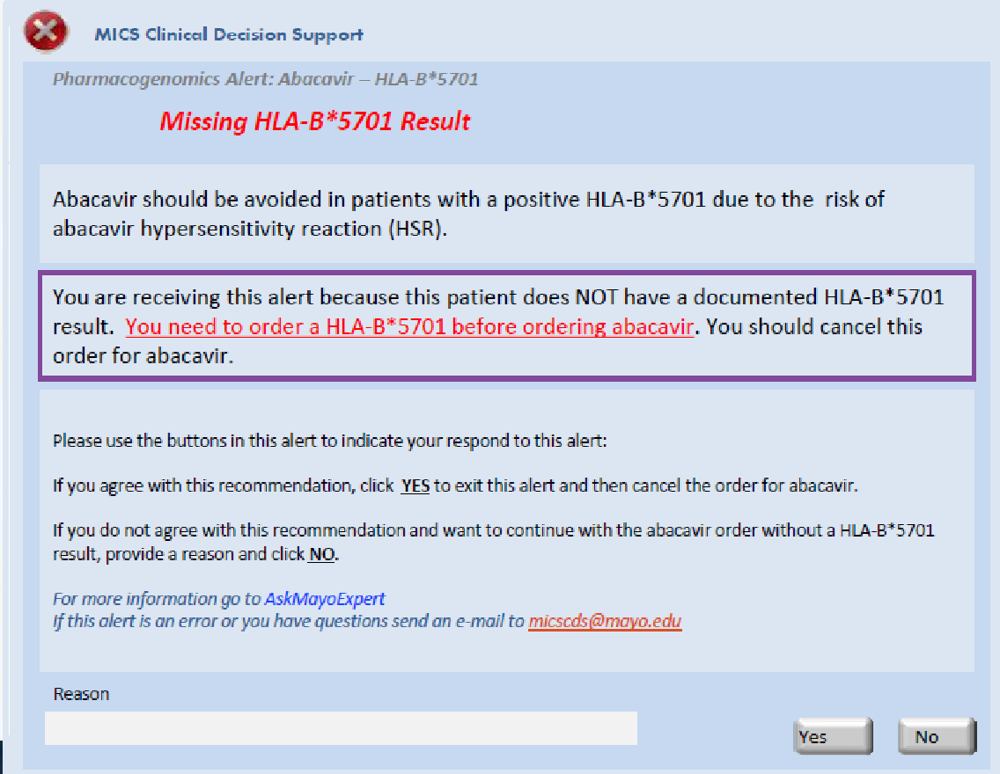 MICS Clinical Decision Support
Pharmacogenomics Alert: Abacavir – HLA-B*5701
Missing HLA-B*5701 Result
Abacavir should be avoided in patients with a positive HLA-B*5701 due to the risk of
abacavir hypersensitivity reaction (HSR).
You are receiving this alert because this patient does NOT have a documented HLA-B*5701
result. You need to order a HLA-B*5701 before ordering abacavir. You should cancel this
order for abacavir.
Please use the buttons in this alert to indicate your respond to this alert:
If you agree with this recommendation, click YES to exit this alert and then cancel the order for abacavir.
If you do not agree with this recommendation and want to continue with the abacavir order without a HLA-B*5701
result, provide a reason and click NO.
For more information go to AskMayoExpert
If this alert is an error or you have questions send an e-mail to micscds@mayo.edu
Reason
Yes No